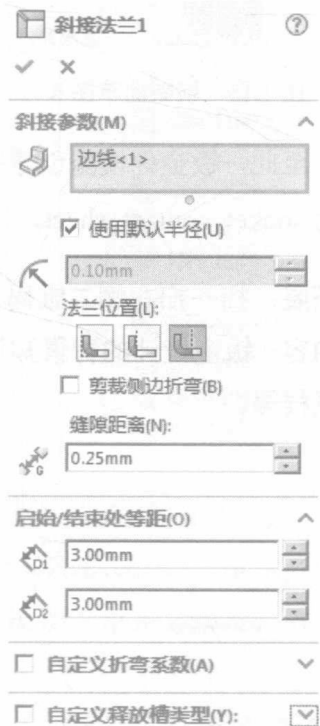 斜接法兰1
斜接参数(M)
边线<1>
使用默认半径(U)
0.10mm
法兰位置(L):
剪裁侧边折弯(B)
缝隙距离(N):
G
0.25mm
启始/结束处等距(O)
D1
3.00mm
D2
3.00mm
自定义折弯系数(A)
自定义释放槽类型(Y):